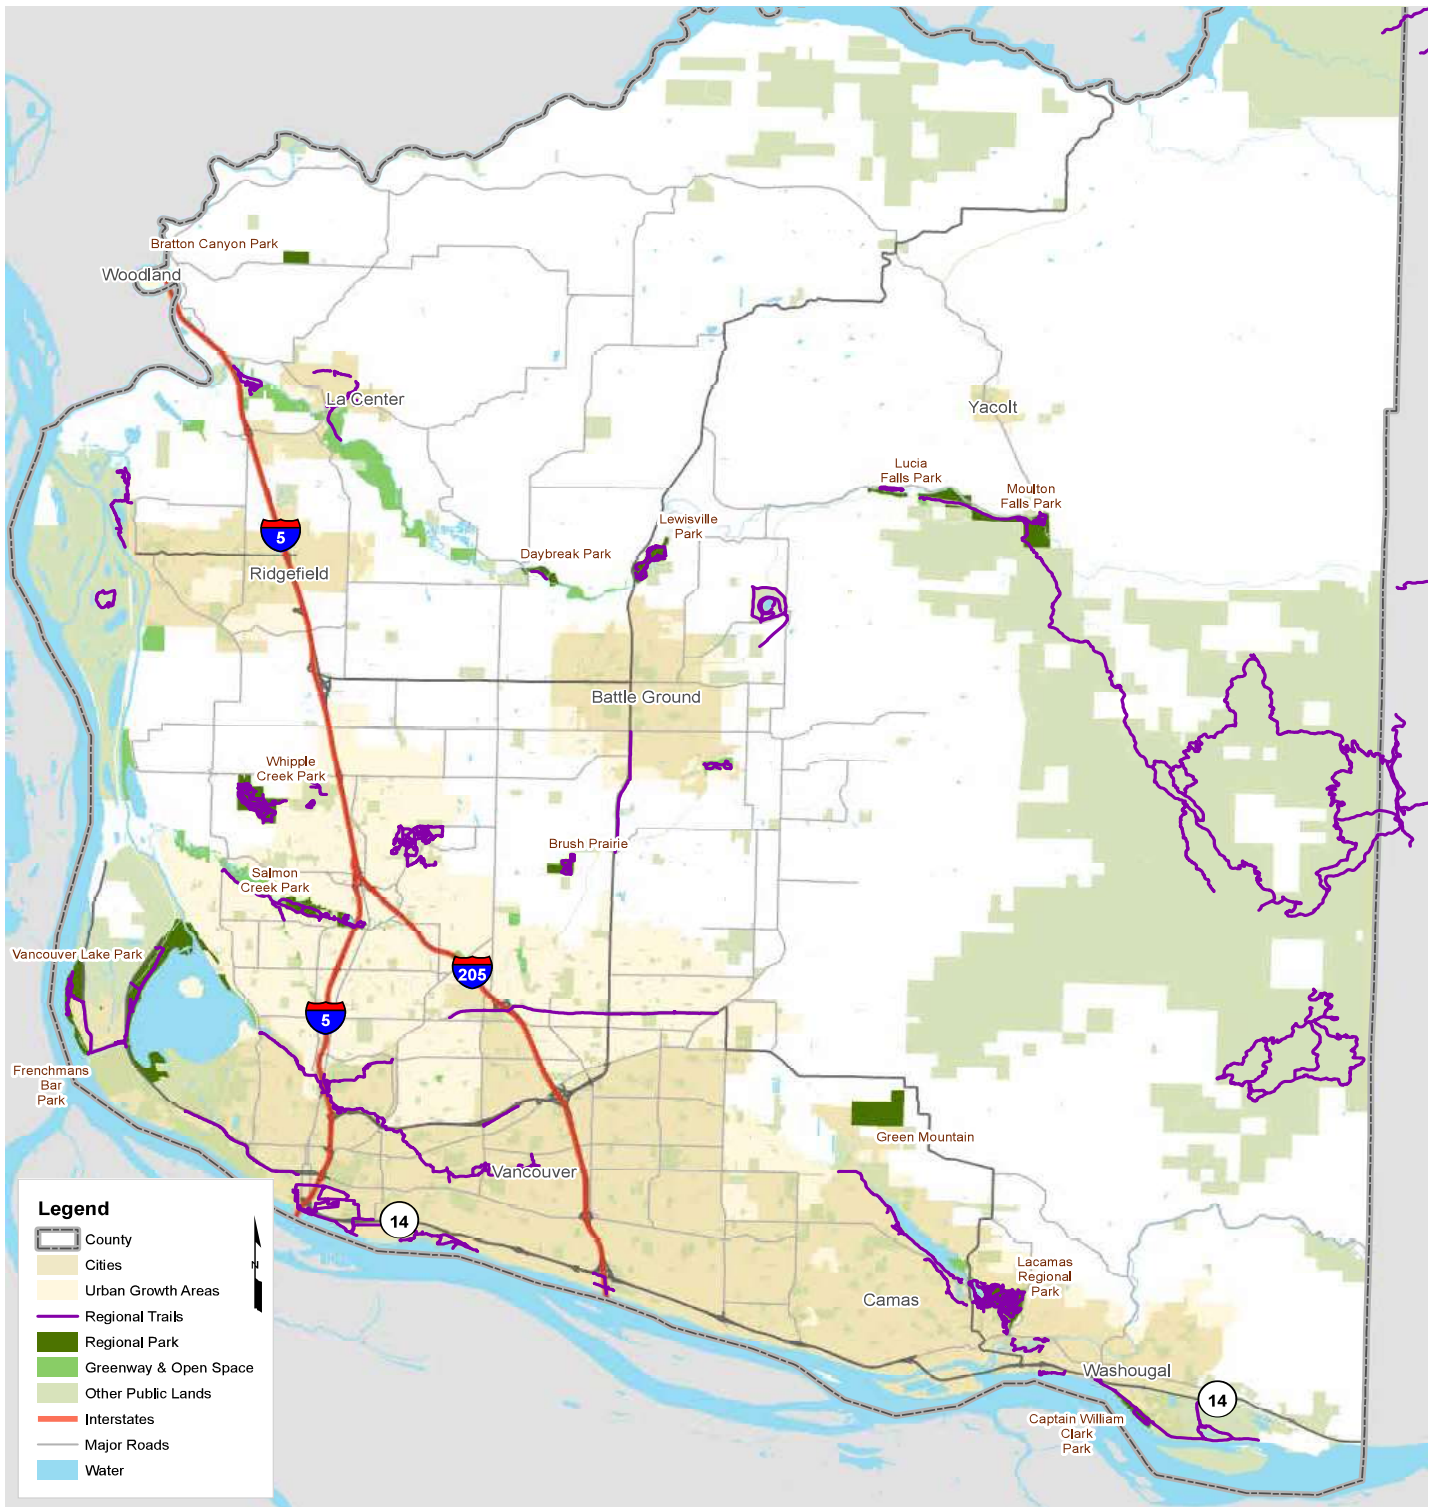 Bratton Canyon Park
Woodland
La Center
Yacolt
Lucia
Falls Park
Moulton
Falls Park
Lewisville
Park
5
Daybreak Park
Ridgefield
Battle Ground
Whipple
Creek Park
Brush Prairie
Salmon
Creek Park
Vancouver Lake Park
205
5
Frenchmans
Bar
Park
Green Mountain
Vancouver
14
Lacamas
Regional
Park
Camas
Washougal
14
Captain William
Clark
Park
Legend
County
Cities
Urban Growth Areas
Regional Trails
Regional Park
Greenway & Open Space
Other Public Lands
Interstates
Major Roads
Water
N